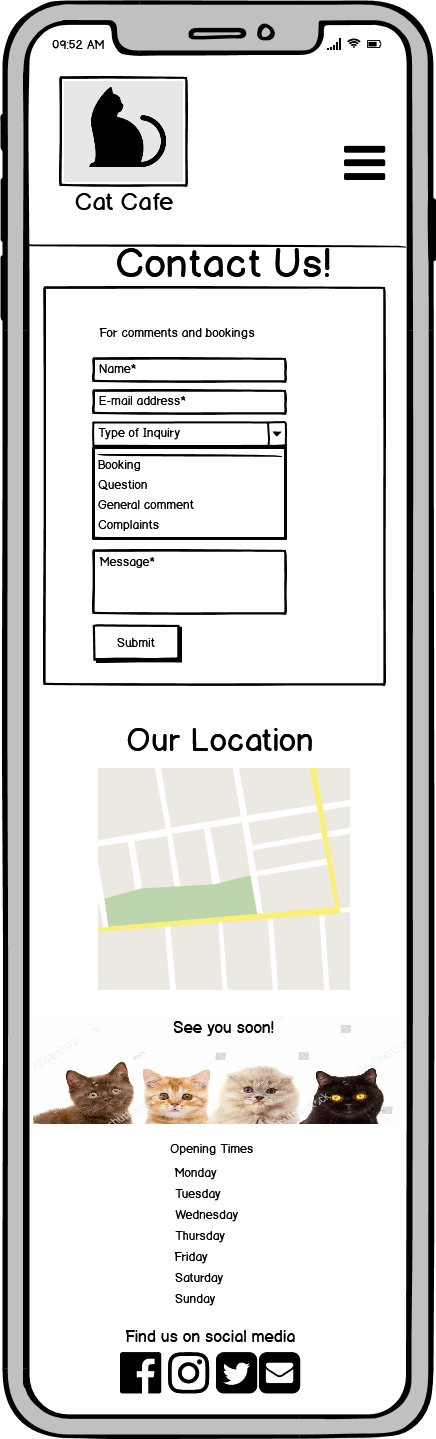 09:52 AM
Cat Cafe
Contact Us!
For comments and bookings
Name*
E-mail address*
Type of Inquiry
Booking
Question
General comment
Complaints
Message*
Submit
Our Location
See you soon!
Opening Times
Monday
Tuesday
Wednesday
Thursday
Friday
Saturday
Sunday
Find us on social media